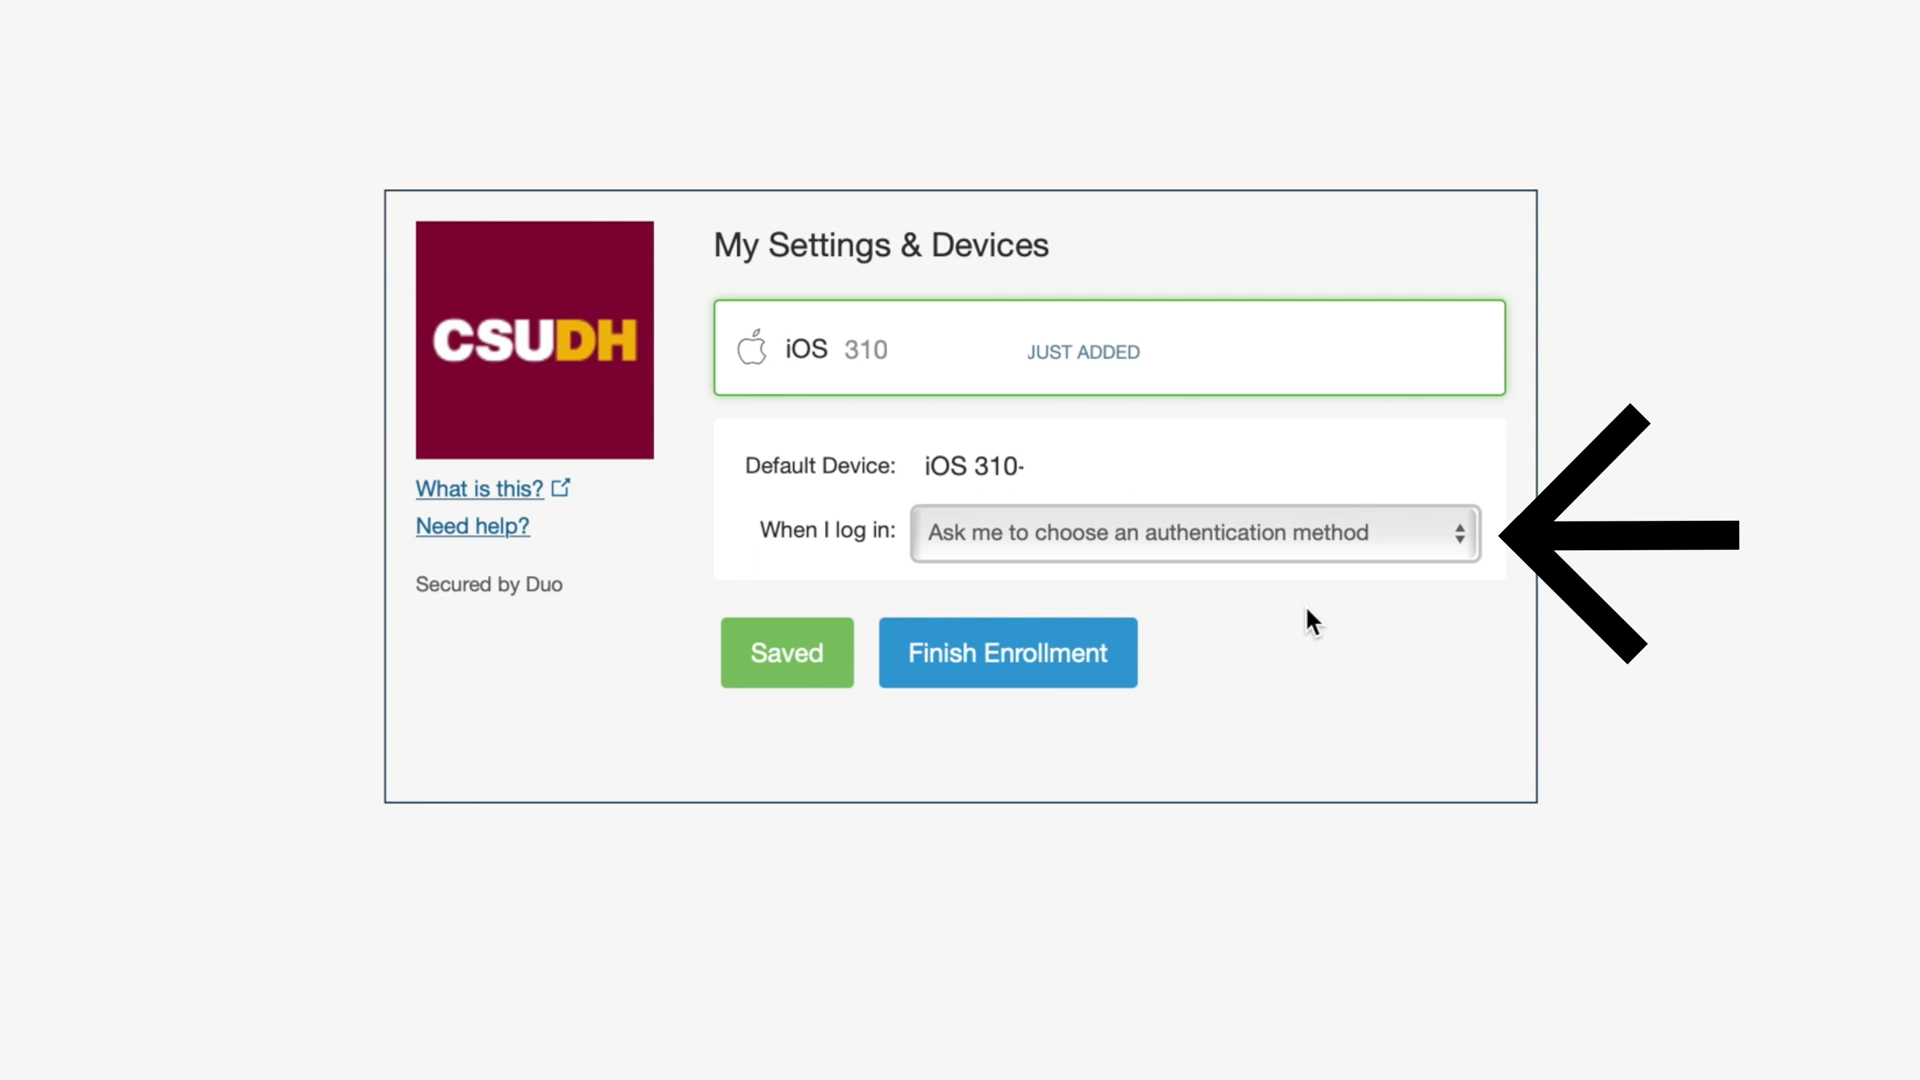 CSUDH
What is this?
Need help?
Secured by Duo
My Settings & Devices
iOS 310 JUST ADDED
Default Device: iOS 310-
When I log in: Ask me to choose an authentication method
Saved Finish Enrollment